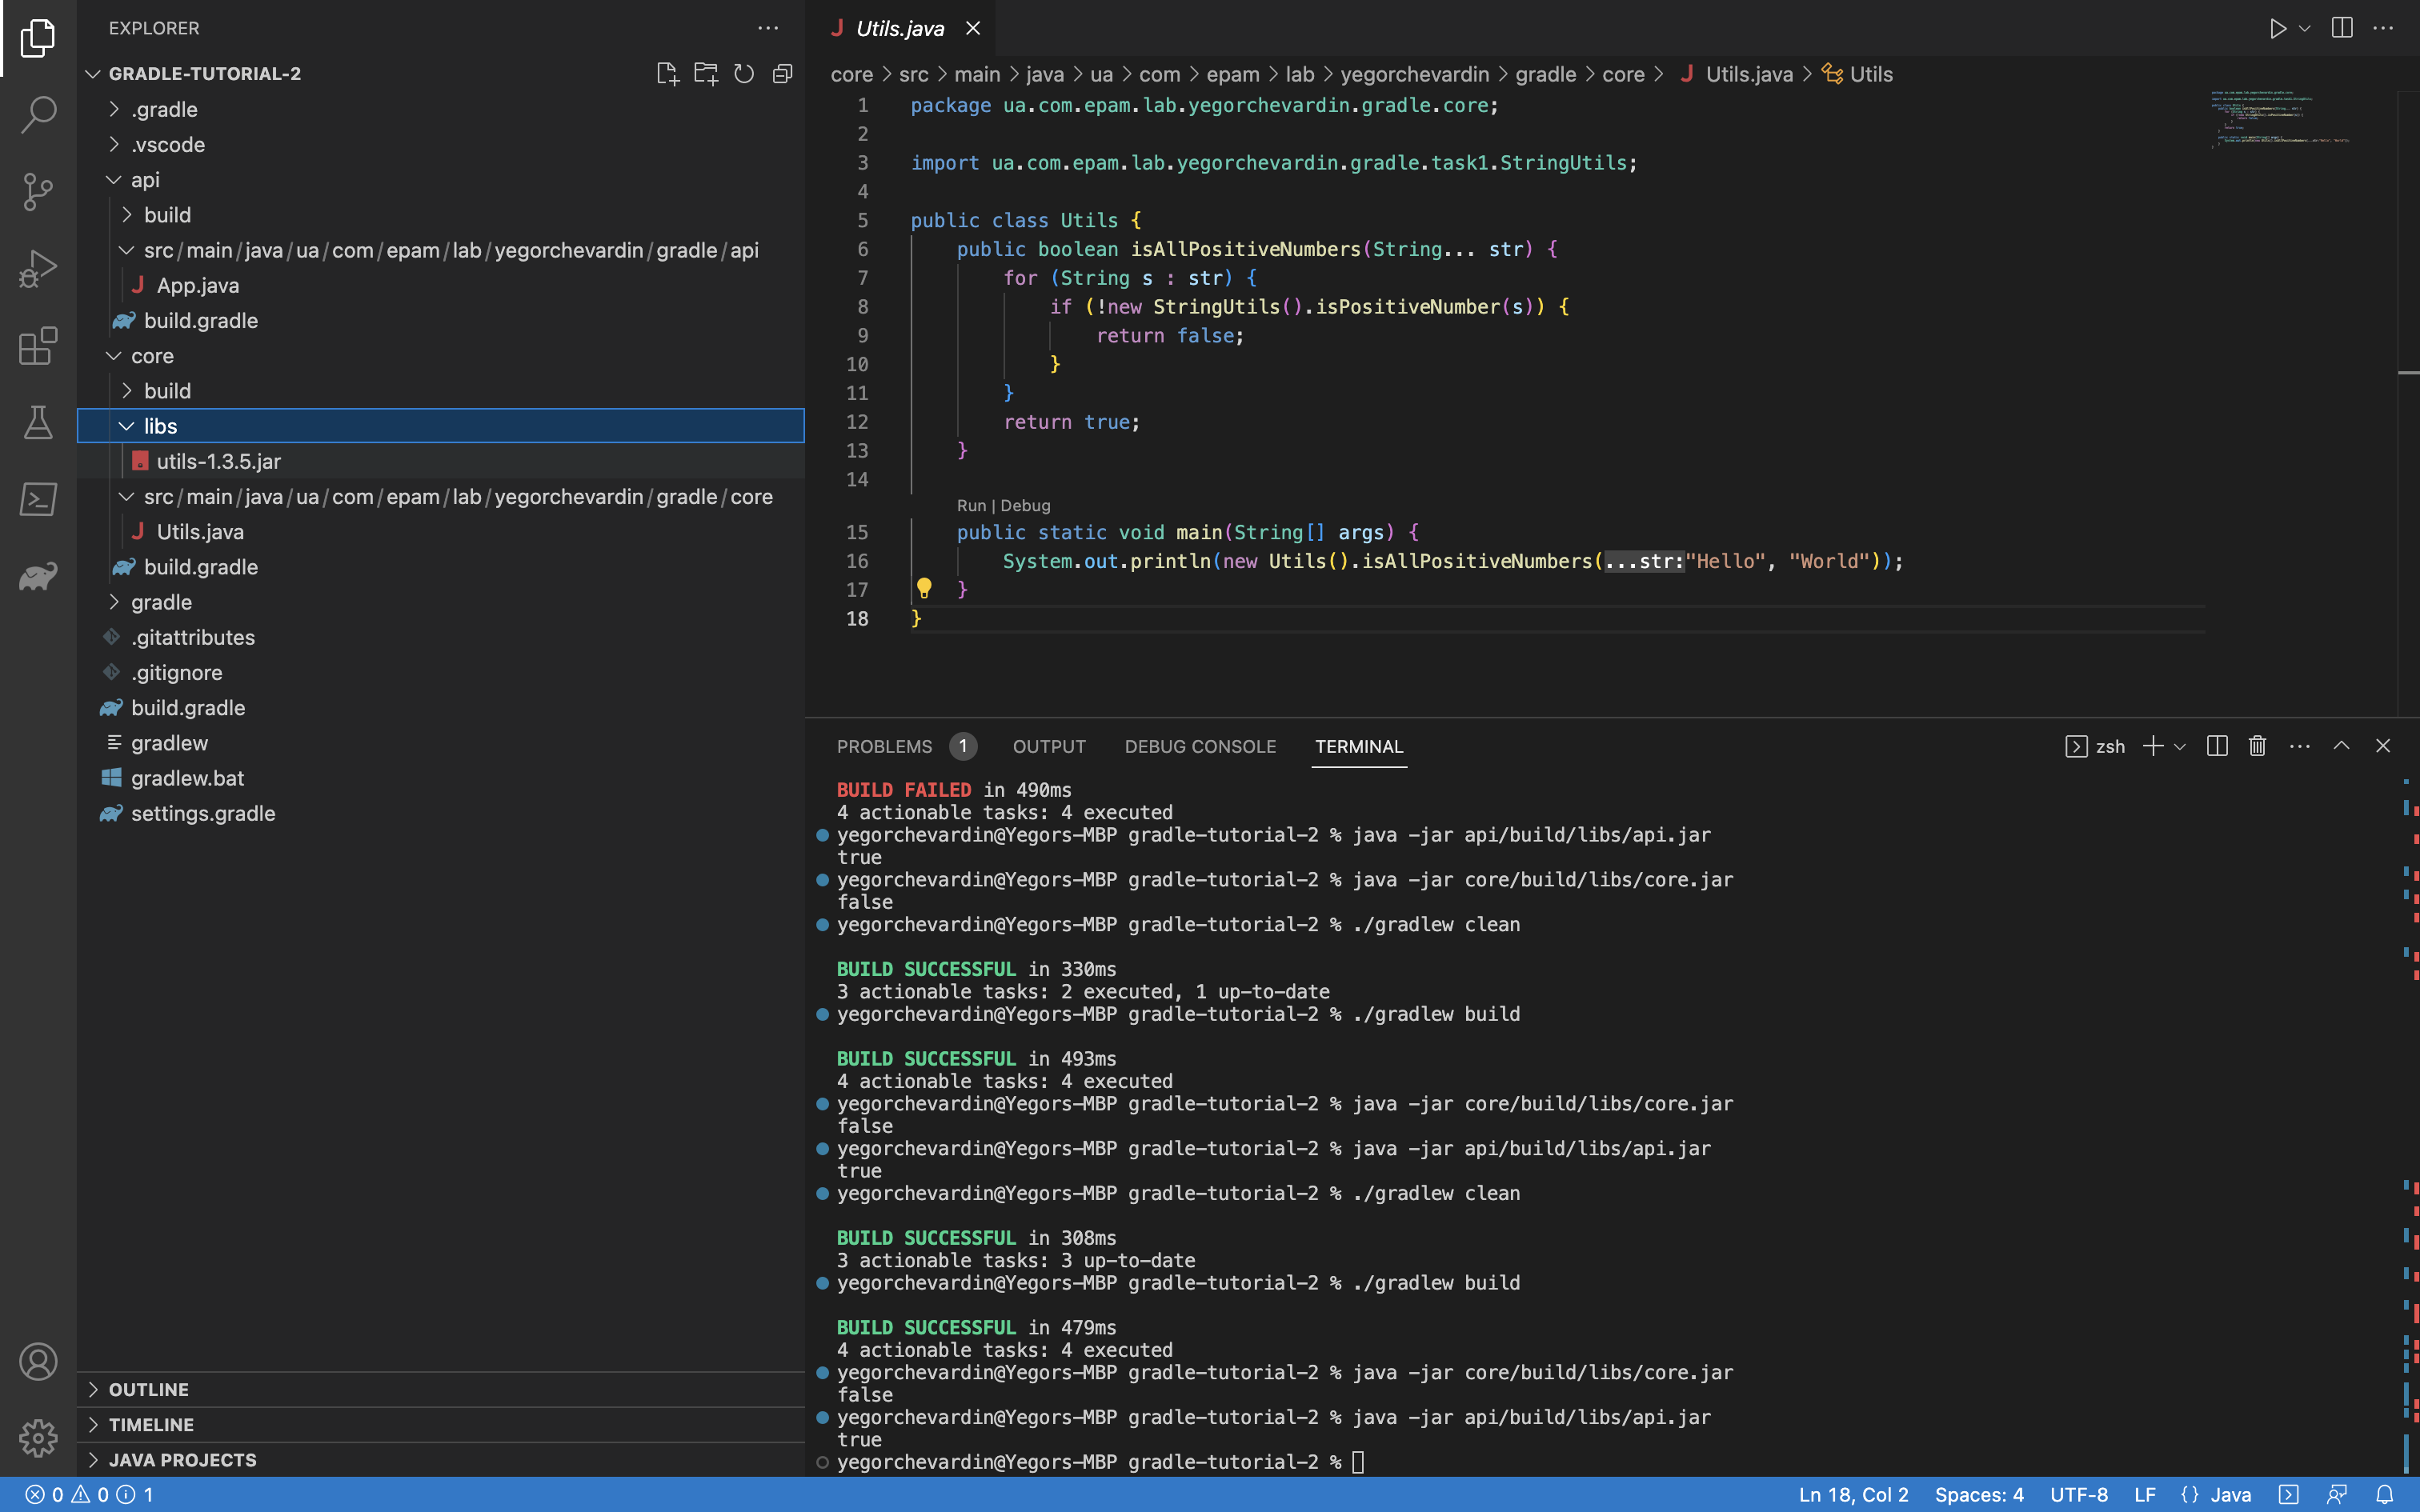 EXPLORER
GRADLE-TUTORIAL-2
.gradle
.vscode
api
build
src/main/java/ua/com/epam/lab/yegorchevardin/gradle/api
App.java
build.gradle
core
build
libs
utils-1.3.5.jar
src/main/java/ua/com/epam/lab/yegorchevardin/gradle/core
Utils.java
build.gradle
gradle
.gitattributes
.gitignore
build.gradle
gradlew
gradlew.bat
settings.gradle
OUTLINE
TIMELINE
JAVA PROJECTS
Utils.java
core > src > main > java > ua > com > epam > lab > yegorchevardin > gradle > core > Utils.java > Utils
1 package ua.com.epam.lab.yegorchevardin.gradle.core;
2
3 import ua.com.epam.lab.yegorchevardin.gradle.task1.StringUtils;
4
5 public class Utils {
6 public boolean isAllPositiveNumbers(String... str) {
7 for (String s : str) {
8 if (!new StringUtils().isPositiveNumber(s)) {
9 return false;
10 }
11 }
12 return true;
13 }
14
Run | Debug
15 public static void main(String[] args) {
16 System.out.println(new Utils().isAllPositiveNumbers(...str:"Hello", "World"));
17 }
18 }
PROBLEMS 1 OUTPUT DEBUG CONSOLE TERMINAL zsh
BUILD FAILED in 490ms
4 actionable tasks: 4 executed
yegorchevardin@Yegors-MBP gradle-tutorial-2 % java -jar api/build/libs/api.jar
true
yegorchevardin@Yegors-MBP gradle-tutorial-2 % java -jar core/build/libs/core.jar
false
yegorchevardin@Yegors-MBP gradle-tutorial-2 % ./gradlew clean
BUILD SUCCESSFUL in 330ms
3 actionable tasks: 2 executed, 1 up-to-date
yegorchevardin@Yegors-MBP gradle-tutorial-2 % ./gradlew build
BUILD SUCCESSFUL in 493ms
4 actionable tasks: 4 executed
yegorchevardin@Yegors-MBP gradle-tutorial-2 % java -jar core/build/libs/core.jar
false
yegorchevardin@Yegors-MBP gradle-tutorial-2 % java -jar api/build/libs/api.jar
true
yegorchevardin@Yegors-MBP gradle-tutorial-2 % ./gradlew clean
BUILD SUCCESSFUL in 308ms
3 actionable tasks: 3 up-to-date
yegorchevardin@Yegors-MBP gradle-tutorial-2 % ./gradlew build
BUILD SUCCESSFUL in 479ms
4 actionable tasks: 4 executed
yegorchevardin@Yegors-MBP gradle-tutorial-2 % java -jar core/build/libs/core.jar
false
yegorchevardin@Yegors-MBP gradle-tutorial-2 % java -jar api/build/libs/api.jar
true
yegorchevardin@Yegors-MBP gradle-tutorial-2 %
0 0 1 Ln 18, Col 2 Spaces: 4 UTF-8 LF {} Java